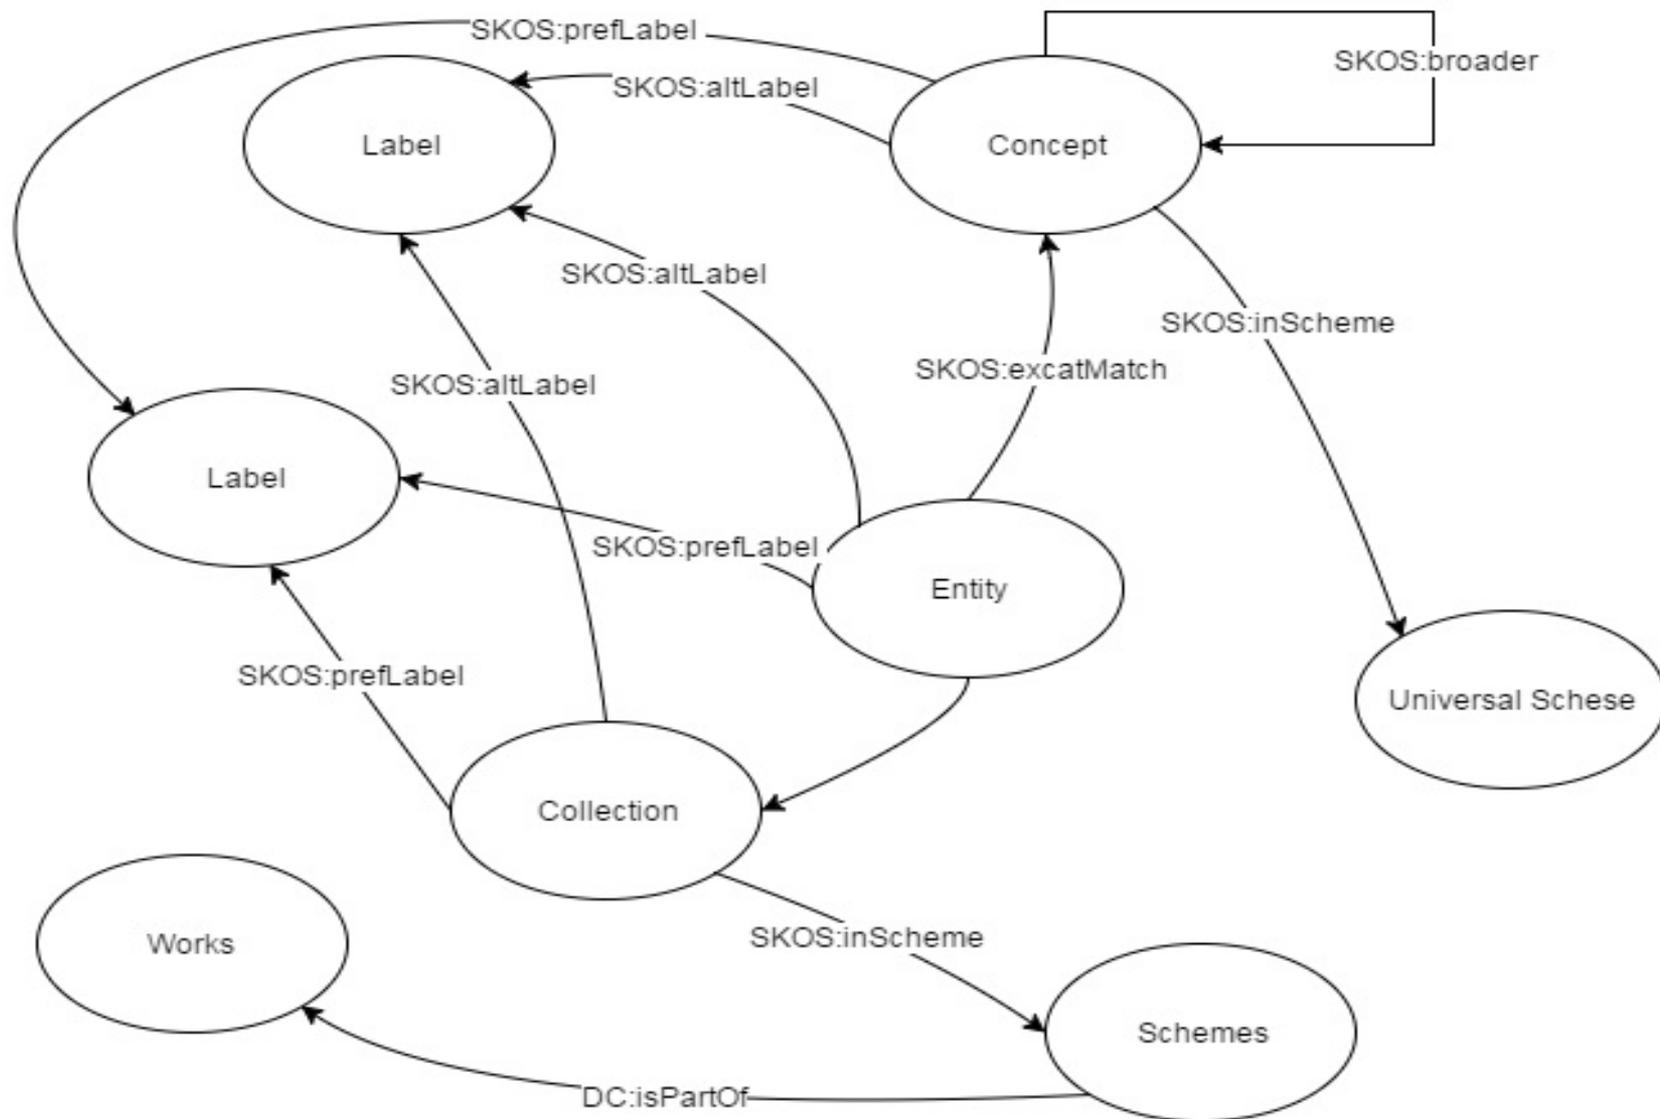 SKOS:prefLabel
SKOS:broader
SKOS:altLabel
Label
Concept
SKOS:altLabel
SKOS:inScheme
SKOS:excatMatch
SKOS:altLabel
Label
SKOS:prefLabel
Entity
SKOS:prefLabel
Universal Schese
Collection
SKOS:inScheme
Works
Schemes
DC:isPartOf